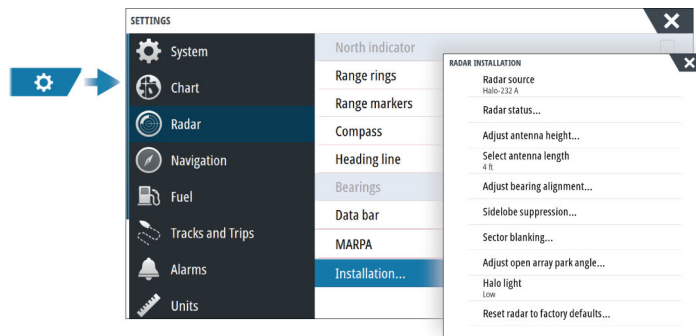 SETTINGS
System
Chart
Radar
Navigation
Fuel
Tracks and Trips
Alarms
Units
North indicator
Range rings
Range markers
Compass
Heading line
Bearings
Data bar
MARPA
Installation...
RADAR INSTALLATION
Radar source
Halo-232 A
Radar status...
Adjust antenna height...
Select antenna length
4 ft
Adjust bearing alignment...
Sidelobe suppression...
Sector blanking...
Adjust open array park angle...
Halo light
Low
Reset radar to factory defaults...